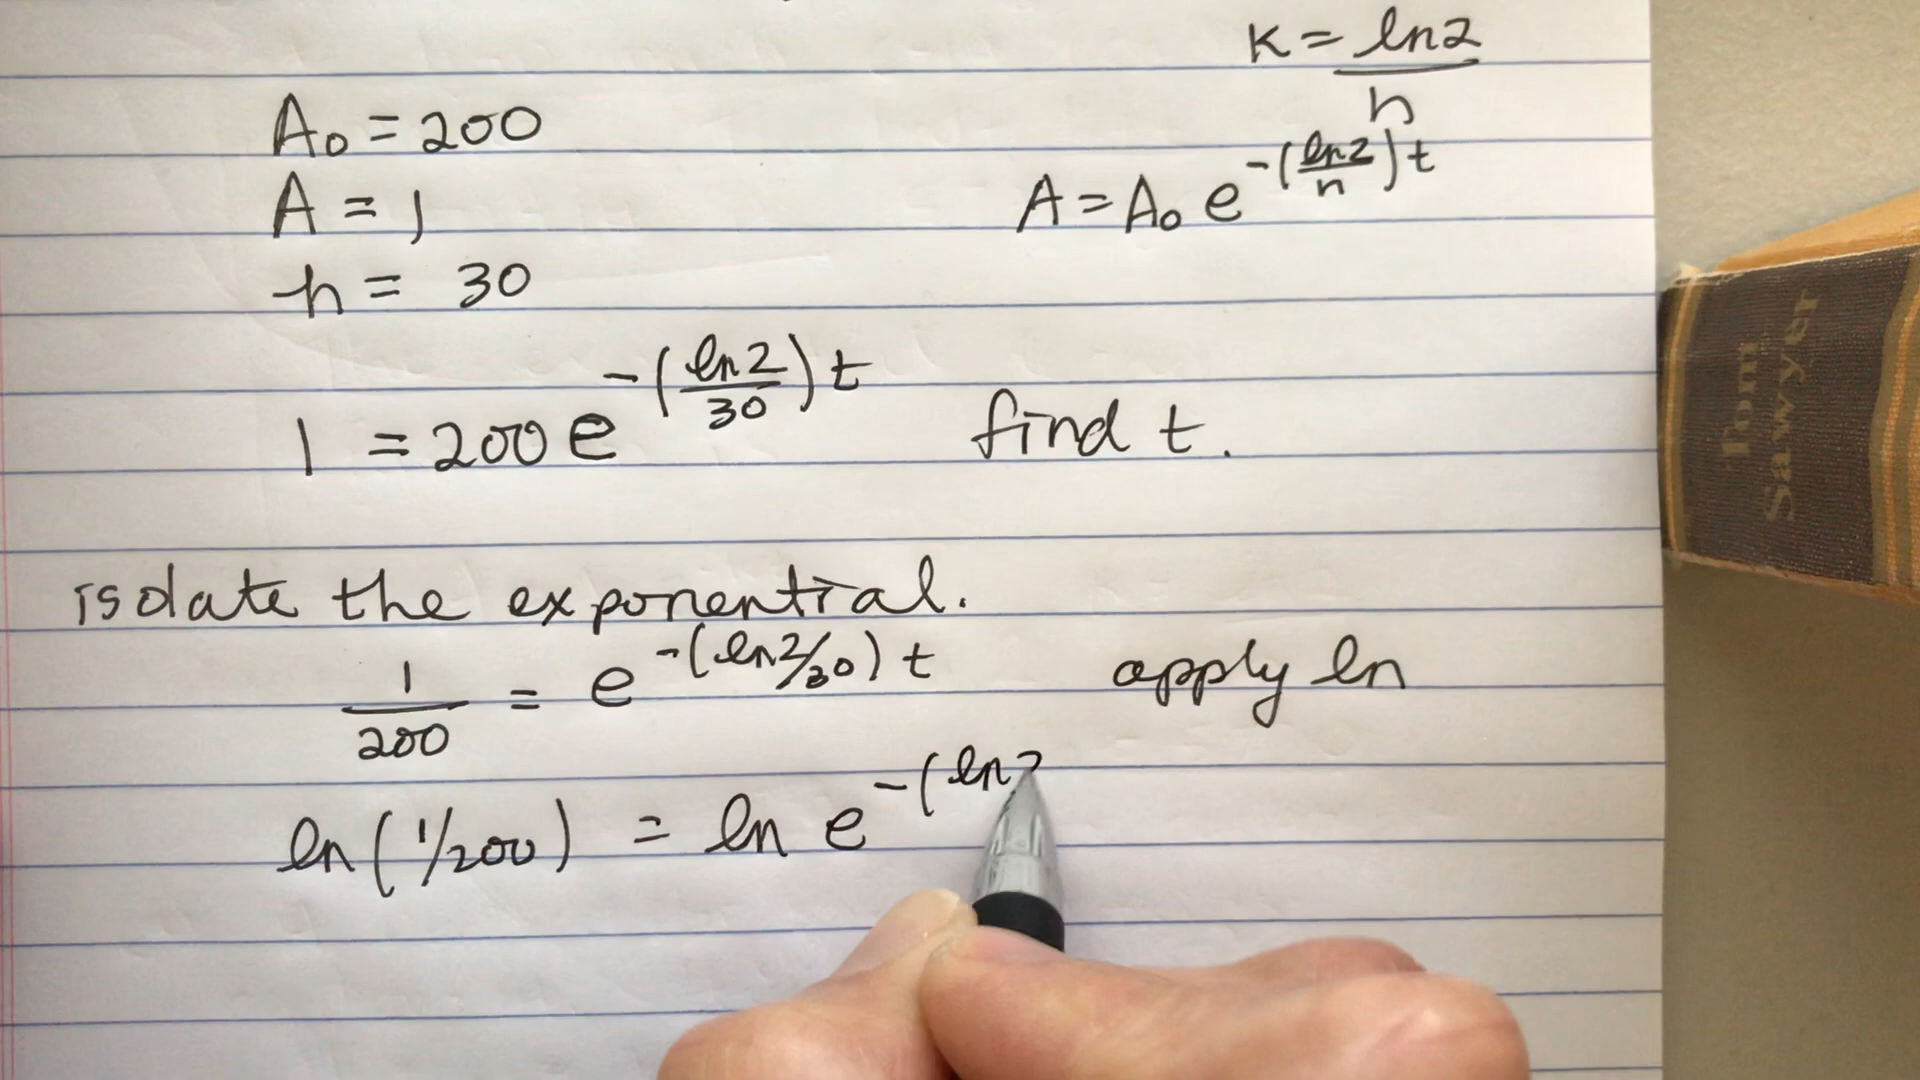 K = ln2/h
A₀ = 200
A = 1
A = A₀ e^-(ln2/h)t
h = 30
1 = 200 e^-(ln2/30)t find t.
isolate the exponential.
1/200 = e^-(ln2/30)t apply ln
ln(1/200) = ln e^-(ln2
Tom
Sawyer